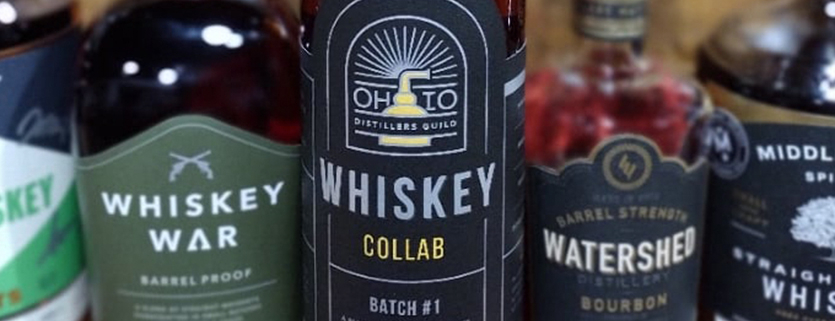 SKEY
WHISKEY
WAR
BARREL PROOF
OHIO
DISTILLERS GUILD
WHISKEY
COLLAB
BATCH #1
BARREL STRENGTH
WATERSHED
DISTILLERY
BOURBON
MIDDL
SPI
STRAIGH
WHIS